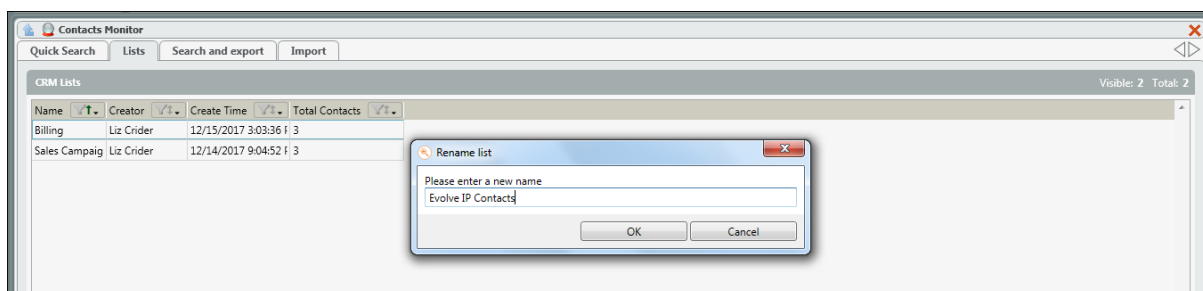 Contacts Monitor
Quick Search Lists Search and export Import
CRM Lists Visible: 2 Total: 2
Name Creator Create Time Total Contacts
Billing Liz Crider 12/15/2017 3:03:36 P 3
Sales Campaig Liz Crider 12/14/2017 9:04:52 P 3
Rename list
Please enter a new name
Evolve IP Contacts
OK Cancel